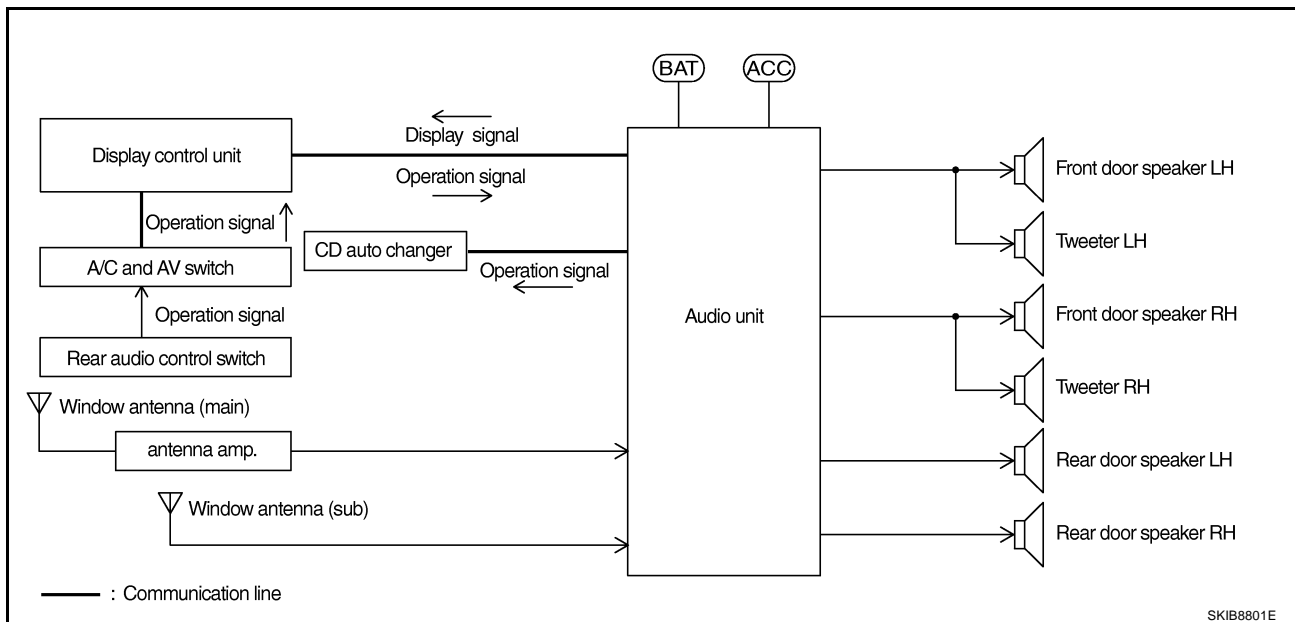 BAT
ACC
Display control unit
Display signal
Operation signal
Operation signal
CD auto changer
Operation signal
A/C and AV switch
Operation signal
Rear audio control switch
Window antenna (main)
antenna amp.
Window antenna (sub)
Audio unit
Front door speaker LH
Tweeter LH
Front door speaker RH
Tweeter RH
Rear door speaker LH
Rear door speaker RH
: Communication line
SKIB8801E